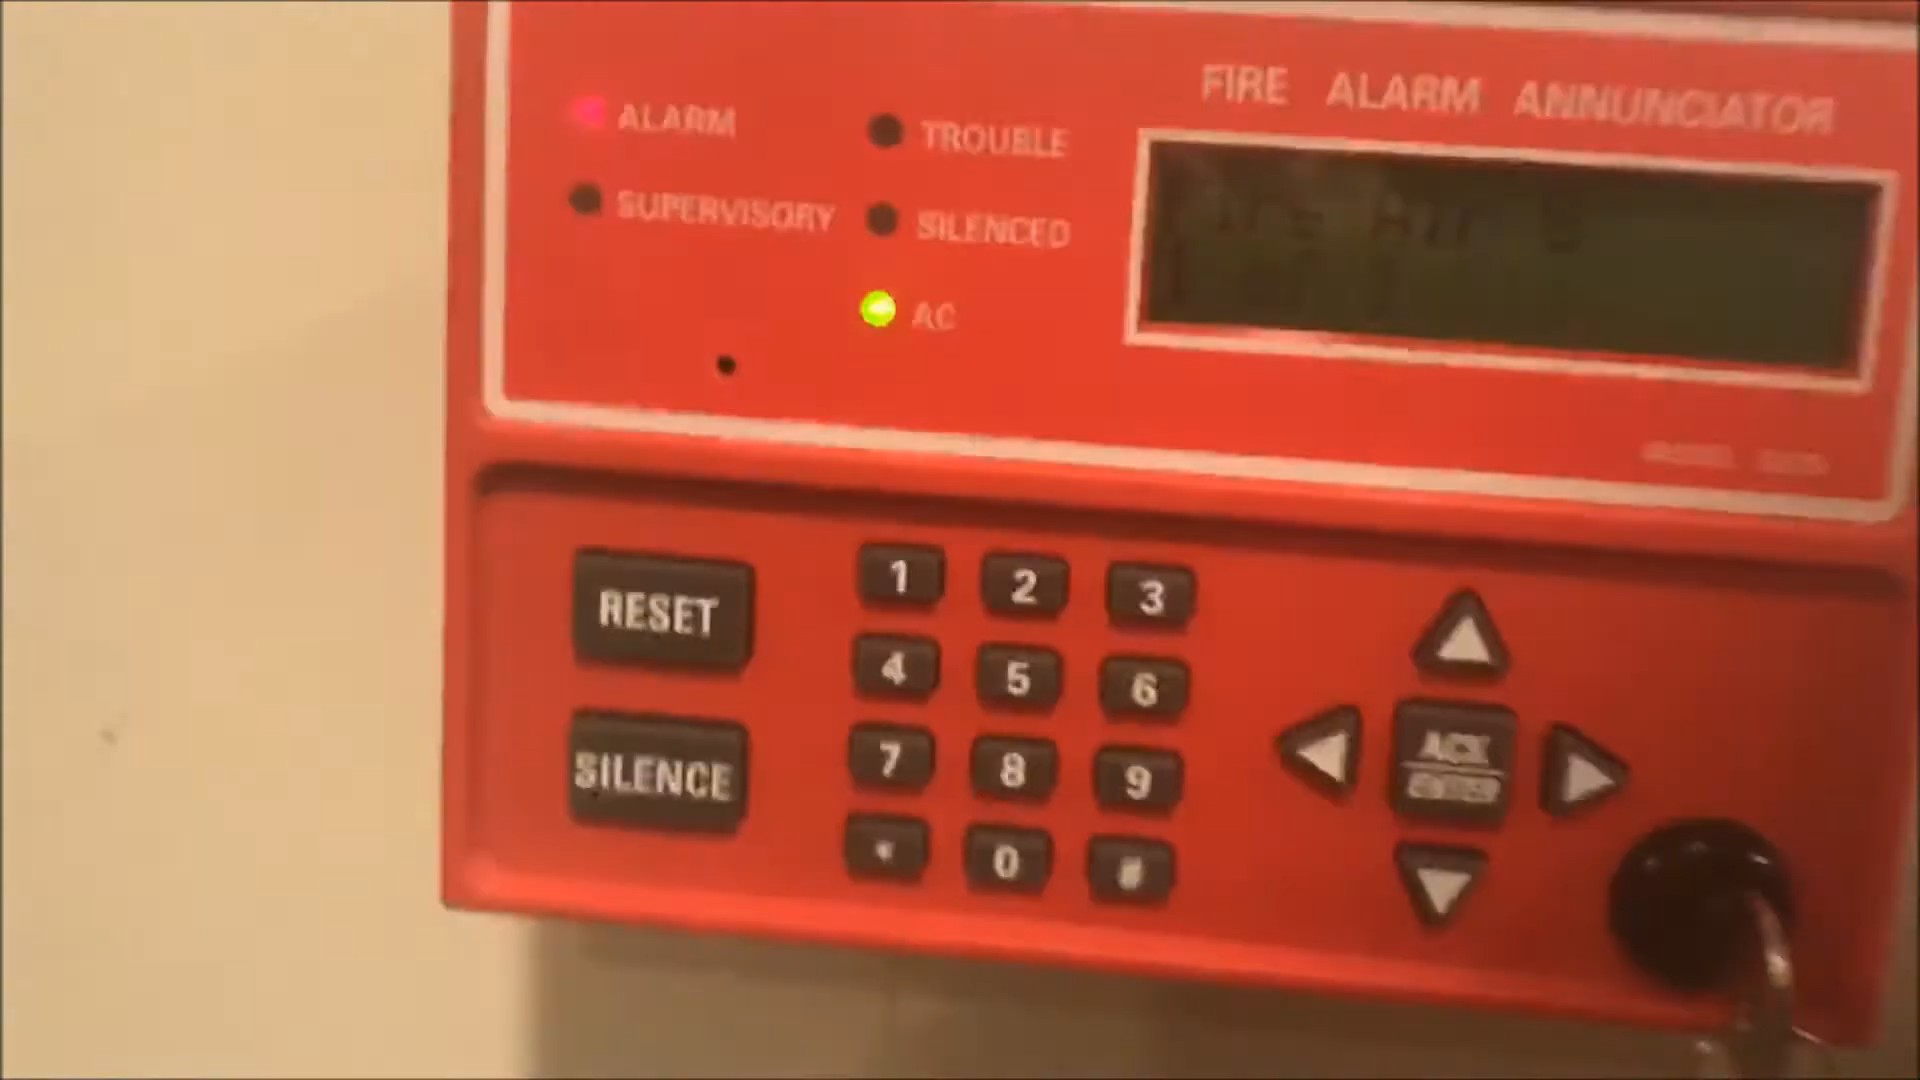 FIRE ALARM ANNUNCIATOR
ALARM
TROUBLE
SUPERVISORY
SILENCED
AC
RESET
SILENCE
1 2 3
4 5 6
7 8 9
* 0 #
ACK
ENTER